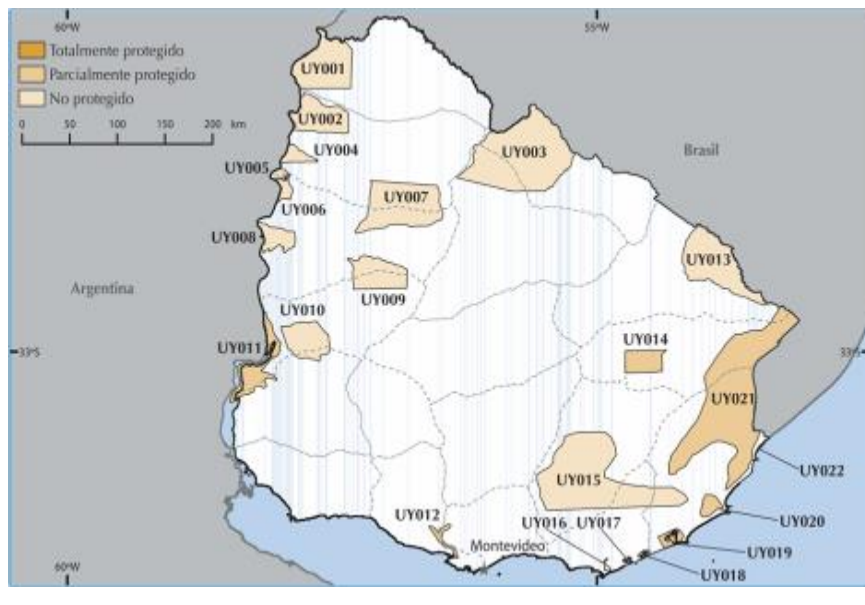 60°W
55°W
Totalmente protegido
Parcialmente protegido
No protegido
0 50 100 150 200 km
UY001
UY002
UY004
UY003
Brasil
UY005
UY006
UY007
UY008
UY013
Argentina
UY009
UY010
UY011
UY014
33°S
33°S
UY021
UY022
UY015
UY012
UY016
UY017
UY020
Montevideo
UY019
UY018
60°W
55°W